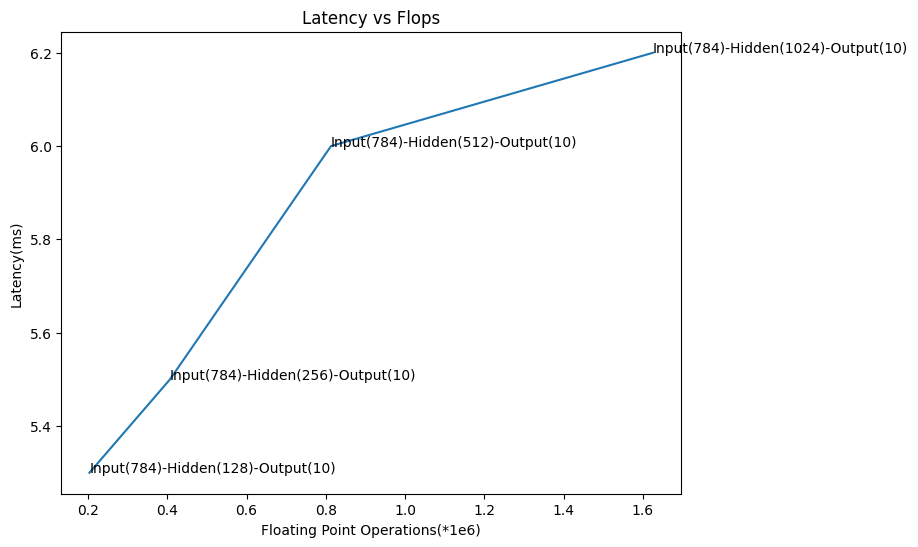 Latency vs Flops
6.2
Input(784)-Hidden(1024)-Output(10)
6.0
Input(784)-Hidden(512)-Output(10)
5.8
Latency(ms)
5.6
Input(784)-Hidden(256)-Output(10)
5.4
Input(784)-Hidden(128)-Output(10)
0.2 0.4 0.6 0.8 1.0 1.2 1.4 1.6
Floating Point Operations(*1e6)